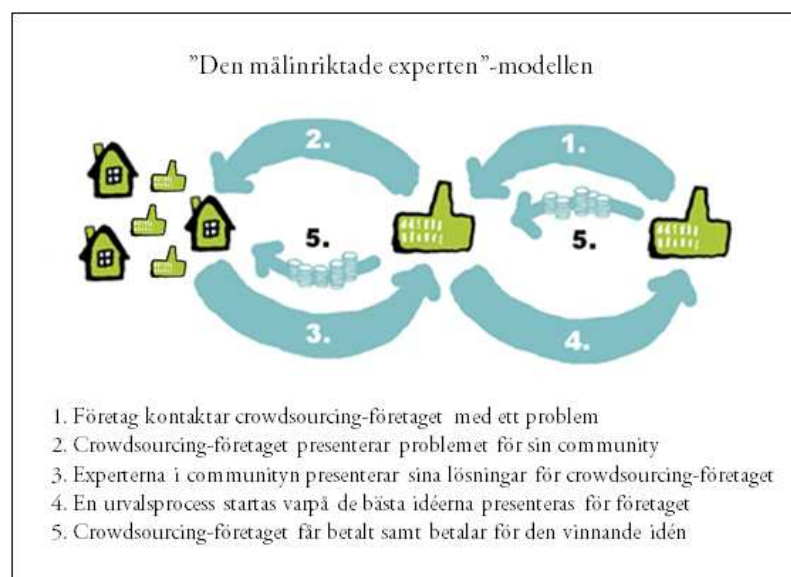 ”Den målinriktade experten”-modellen
2.
1.
5.
5.
3.
4.
1. Företag kontaktar crowdsourcing-företaget med ett problem
2. Crowdsourcing-företaget presenterar problemet för sin community
3. Experterna i communityn presenterar sina lösningar för crowdsourcing-företaget
4. En urvalsprocess startas varpå de bästa idéerna presenteras för företaget
5. Crowdsourcing-företaget får betalt samt betalar för den vinnande idén